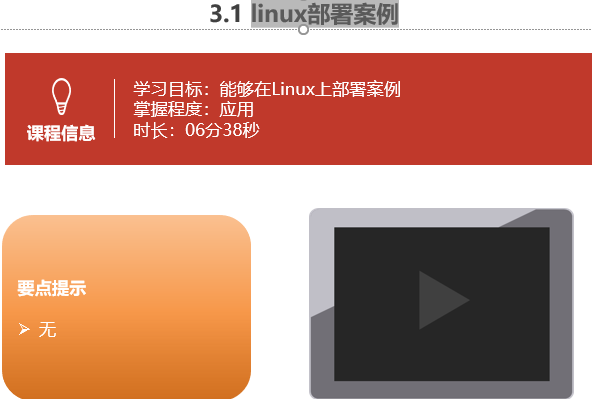 3.1 linux部署案例
课程信息
学习目标：能够在Linux上部署案例
掌握程度：应用
时长：06分38秒
要点提示
➢ 无